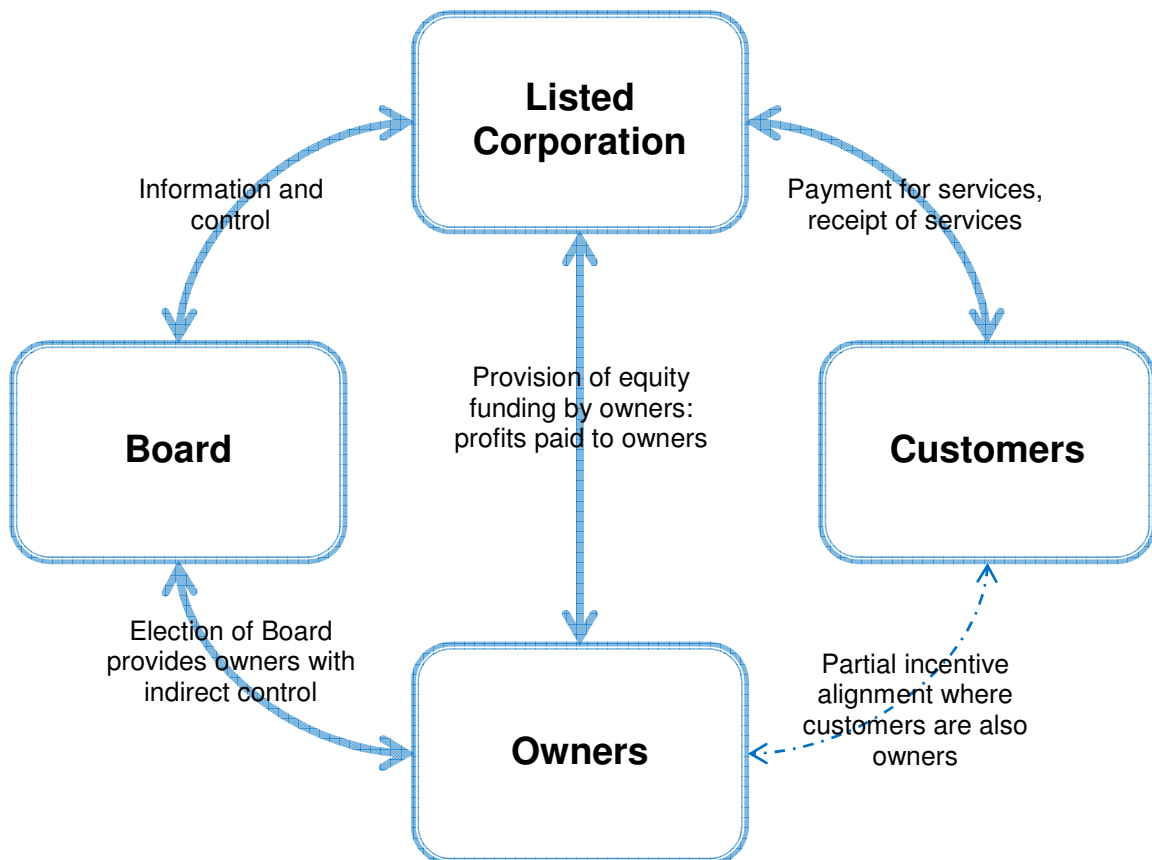 Listed
Corporation
Information and
control
Payment for services,
receipt of services
Board
Provision of equity
funding by owners:
profits paid to owners
Customers
Election of Board
provides owners with
indirect control
Owners
Partial incentive
alignment where
customers are also
owners